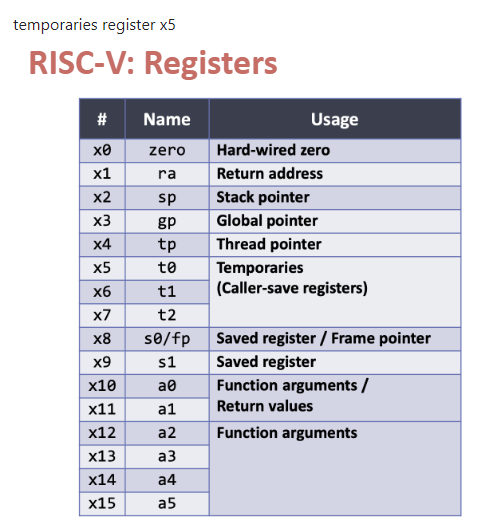 temporaries register x5
RISC-V: Registers
# Name Usage
x0 zero Hard-wired zero
x1 ra Return address
x2 sp Stack pointer
x3 gp Global pointer
x4 tp Thread pointer
x5 t0 Temporaries
x6 t1 (Caller-save registers)
x7 t2
x8 s0/fp Saved register / Frame pointer
x9 s1 Saved register
x10 a0 Function arguments /
x11 a1 Return values
x12 a2 Function arguments
x13 a3
x14 a4
x15 a5